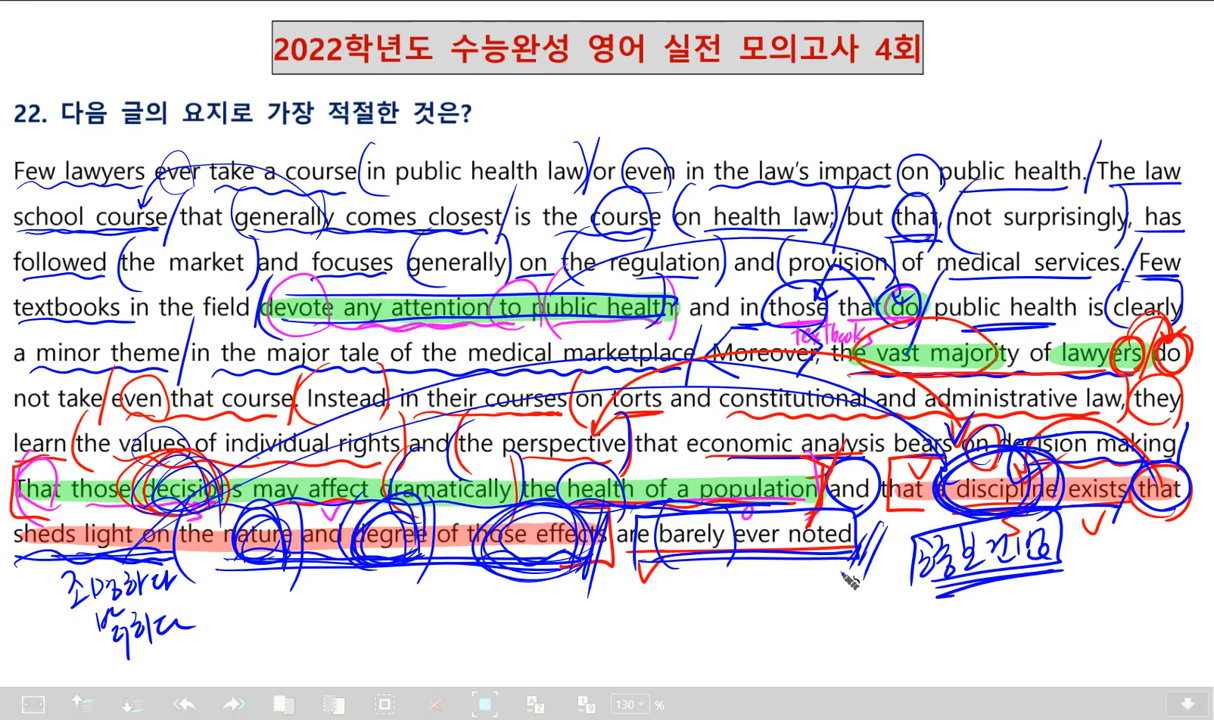 2022학년도 수능완성 영어 실전 모의고사 4회
22. 다음 글의 요지로 가장 적절한 것은?
Few lawyers ever take a course in public health law or even in the law's impact on public health. The law
school course that generally comes closest is the course on health law; but that, not surprisingly, has
followed the market and focuses generally on the regulation and provision of medical services. Few
textbooks in the field devote any attention to public health and in those that do public health is clearly
textbooks
a minor theme in the major tale of the medical marketplace. Moreover, the vast majority of lawyers do
not take even that course. Instead, in their courses on torts and constitutional and administrative law, they
learn the values of individual rights and the perspective that economic analysis bears on decision making.
That those decisions may affect dramatically the health of a population and that a discipline exists that
sheds light on the nature and degree of those effects are barely ever noted.
공중보건법
조명하다
밝히다
130 %